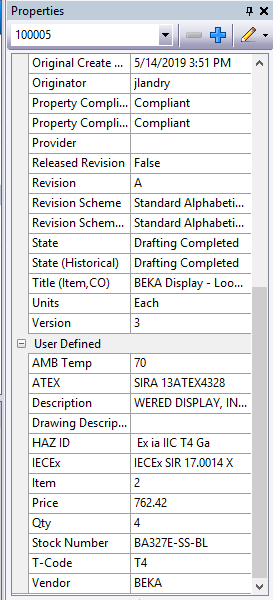 Properties
100005
Original Create ... 5/14/2019 3:51 PM
Originator jlandry
Property Compli... Compliant
Property Compli... Compliant
Provider
Released Revision False
Revision A
Revision Scheme Standard Alphabeti...
Revision Schem... Standard Alphabeti...
State Drafting Completed
State (Historical) Drafting Completed
Title (Item,CO) BEKA Display - Loo...
Units Each
Version 3
User Defined
AMB Temp 70
ATEX SIRA 13ATEX4328
Description WERED DISPLAY, IN...
Drawing Descrip...
HAZ ID Ex ia IIC T4 Ga
IECEx IECEx SIR 17.0014 X
Item 2
Price 762.42
Qty 4
Stock Number BA327E-SS-BL
T-Code T4
Vendor BEKA